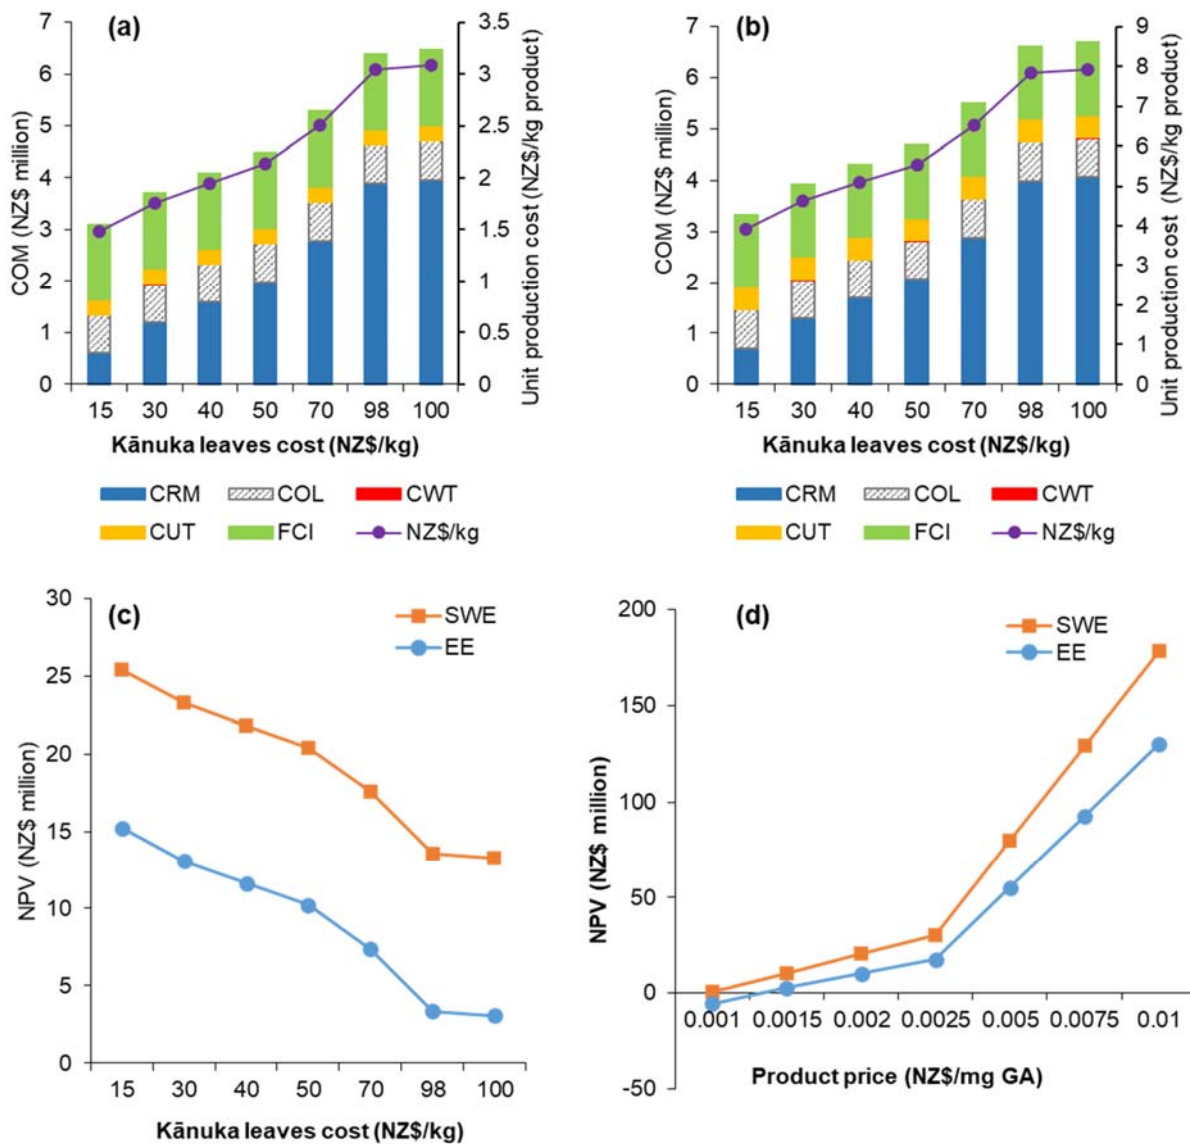 (a)
COM (NZ$ million)
7
6
5
4
3
2
1
0
3.5
3
2.5
2
1.5
1
0.5
0
Unit production cost (NZ$/kg product)
15 30 40 50 70 98 100
Kānuka leaves cost (NZ$/kg)
CRM COL CWT
CUT FCI NZ$/kg
(b)
COM (NZ$ million)
7
6
5
4
3
2
1
0
9
8
7
6
5
4
3
2
1
0
Unit production cost (NZ$/kg product)
15 30 40 50 70 98 100
Kānuka leaves cost (NZ$/kg)
CRM COL CWT
CUT FCI NZ$/kg
(c)
SWE
EE
NPV (NZ$ million)
30
25
20
15
10
5
0
15 30 40 50 70 98 100
Kānuka leaves cost (NZ$/kg)
(d)
SWE
EE
NPV (NZ$ million)
200
150
100
50
0
-50
0.001 0.0015 0.002 0.0025 0.005 0.0075 0.01
Product price (NZ$/mg GA)